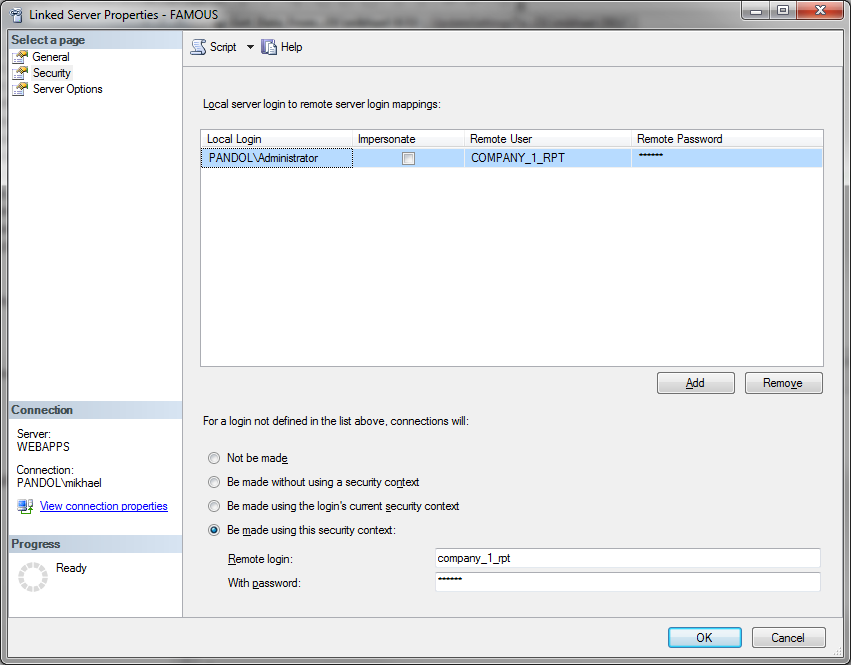 Linked Server Properties - FAMOUS
Select a page
General
Security
Server Options
Script
Help
Local server login to remote server login mappings:
Local Login Impersonate Remote User Remote Password
PANDOL\Administrator COMPANY_1_RPT ******
Add Remove
For a login not defined in the list above, connections will:
Not be made
Be made without using a security context
Be made using the login's current security context
Be made using this security context:
Remote login: company_1_rpt
With password: ******
Connection
Server:
WEBAPPS
Connection:
PANDOL\mikhael
View connection properties
Progress
Ready
OK Cancel